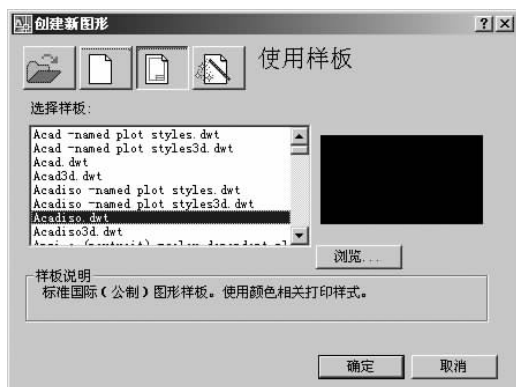 创建新图形
使用样板
选择样板:
Acad -named plot styles.dwt
Acad -named plot styles3d.dwt
Acad.dwt
Acad3d.dwt
Acadiso -named plot styles.dwt
Acadiso -named plot styles3d.dwt
Acadiso.dwt
Acadiso3d.dwt
浏览...
样板说明
标准国际(公制)图形样板。使用颜色相关打印样式。
确定 取消